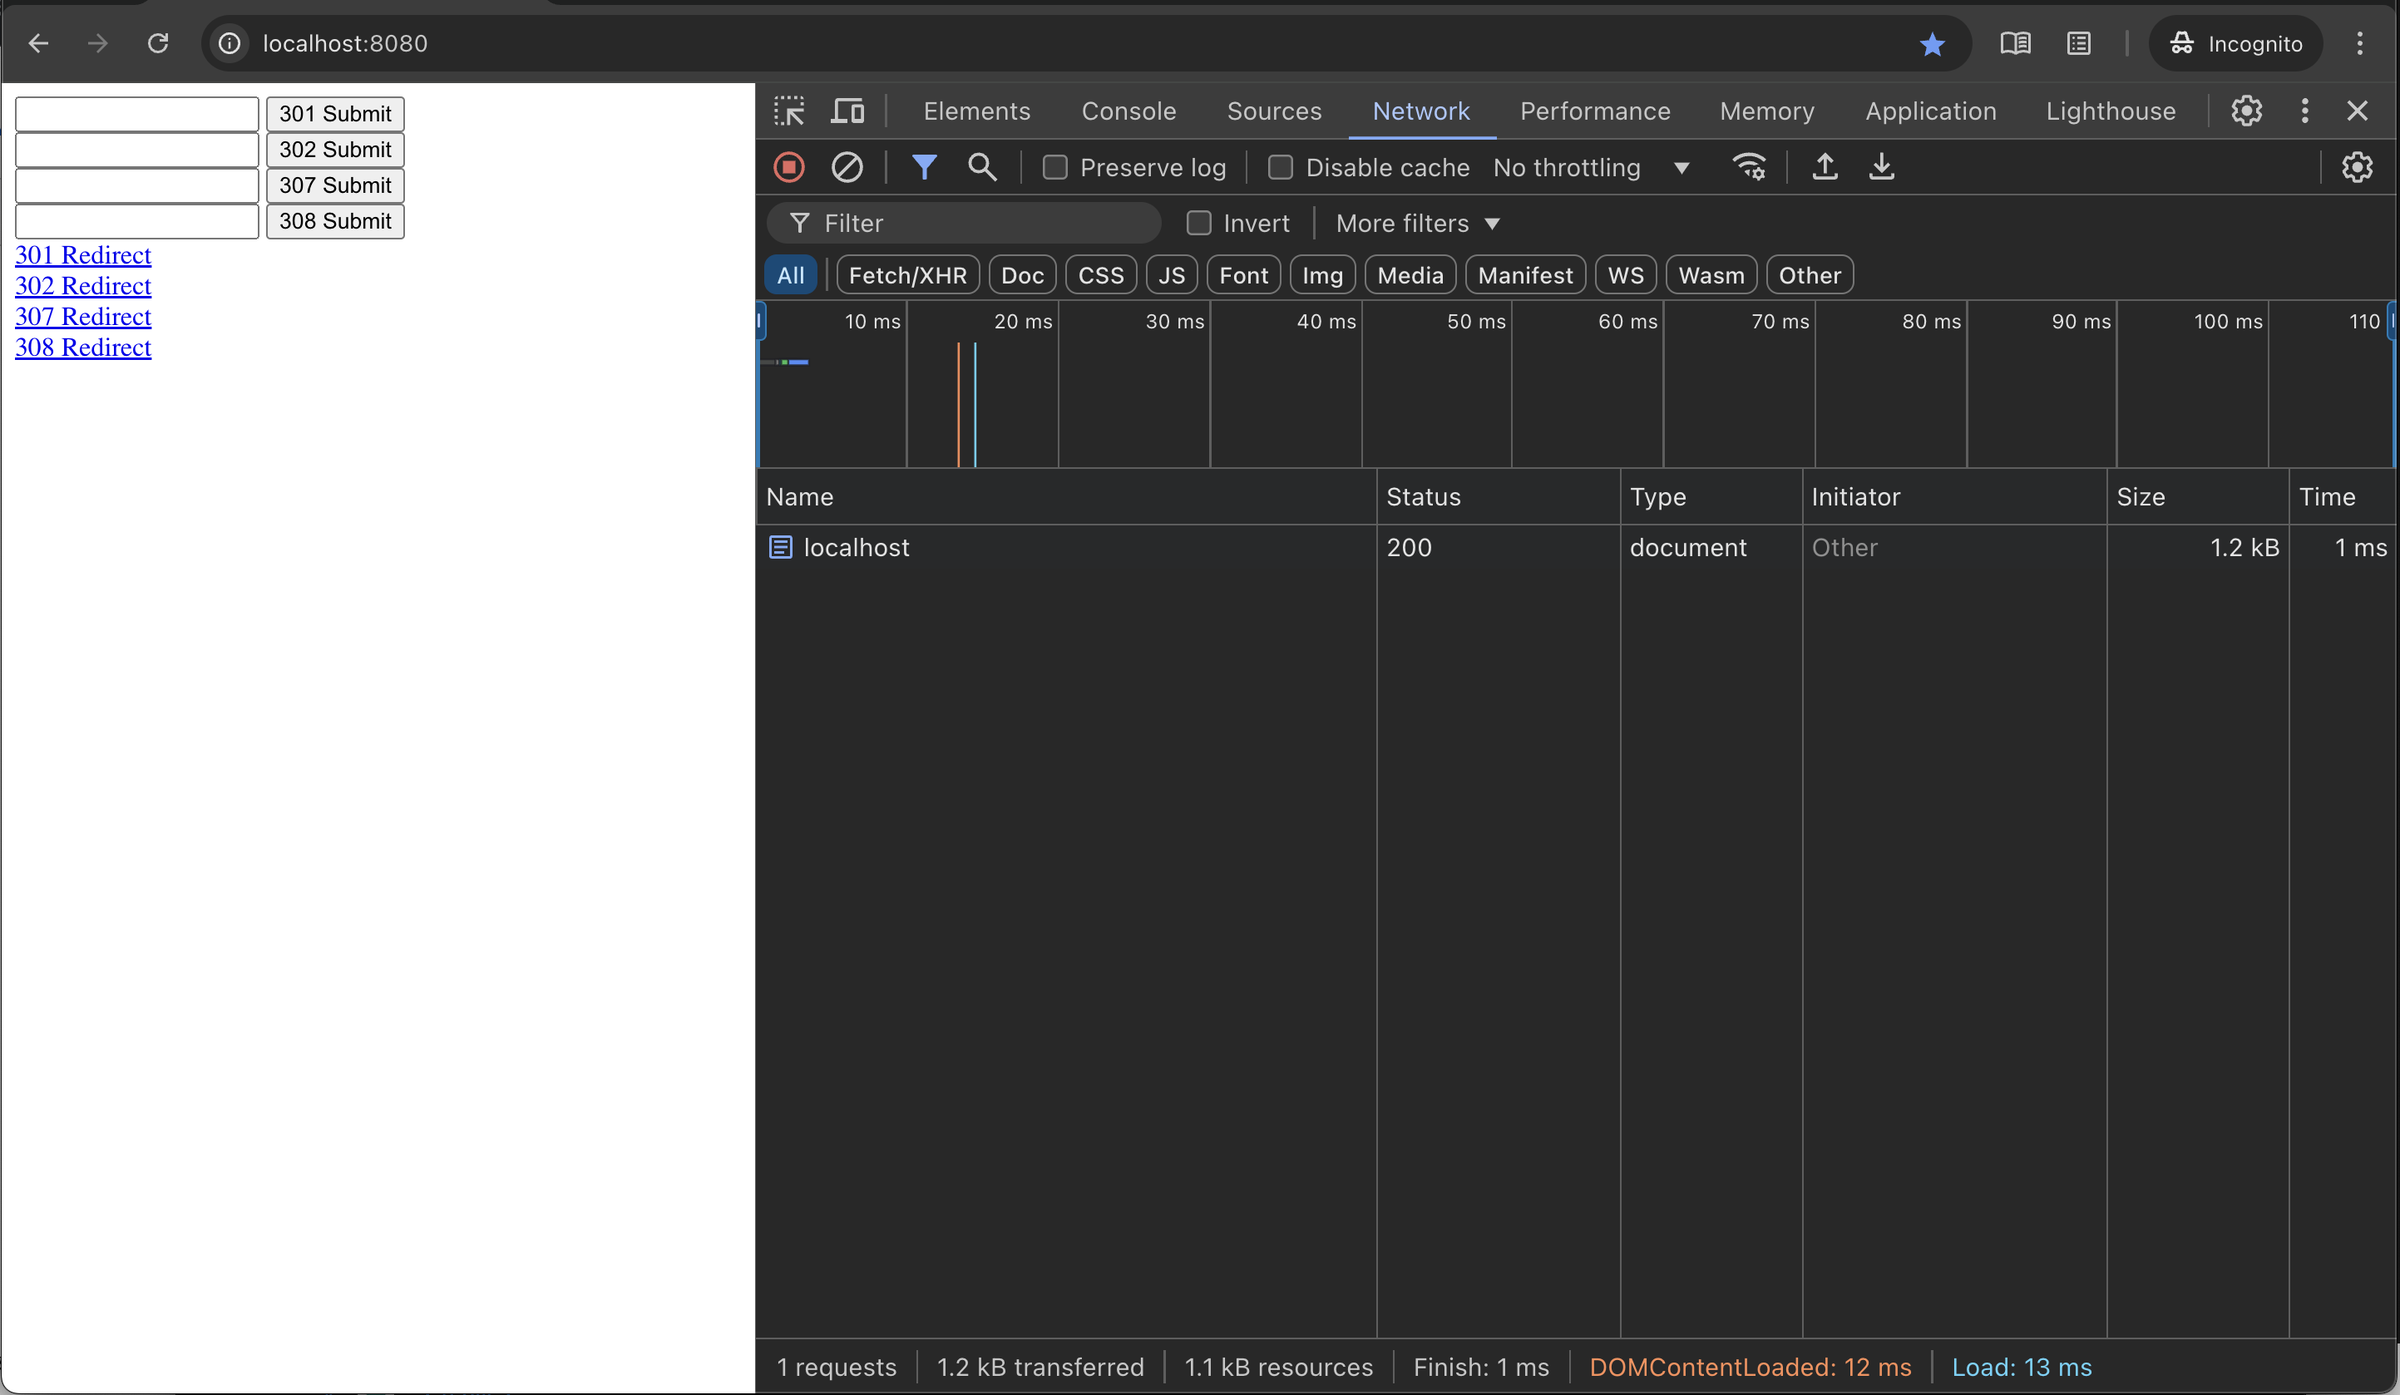 localhost:8080
Incognito
301 Submit
302 Submit
307 Submit
308 Submit
301 Redirect
302 Redirect
307 Redirect
308 Redirect
Elements Console Sources Network Performance Memory Application Lighthouse
Preserve log Disable cache No throttling
Filter Invert More filters
All Fetch/XHR Doc CSS JS Font Img Media Manifest WS Wasm Other
10 ms 20 ms 30 ms 40 ms 50 ms 60 ms 70 ms 80 ms 90 ms 100 ms 110
Name Status Type Initiator Size Time
localhost 200 document Other 1.2 kB 1 ms
1 requests 1.2 kB transferred 1.1 kB resources Finish: 1 ms DOMContentLoaded: 12 ms Load: 13 ms